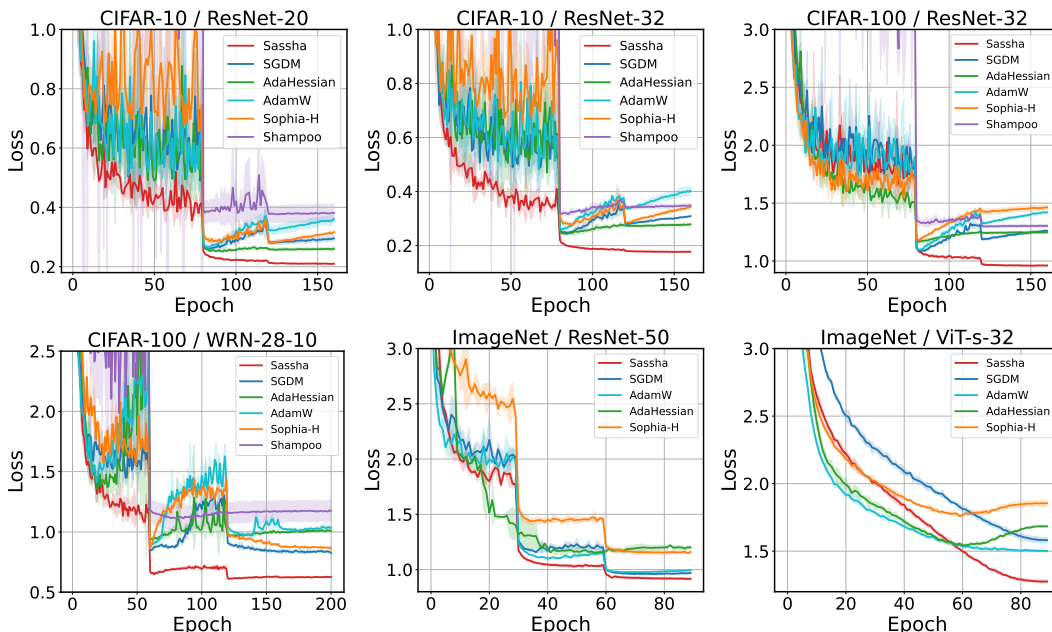 CIFAR-10 / ResNet-20
1.0
0.8
0.6
0.4
0.2
Loss
0
50
100
150
Epoch
Sassha
SGDM
AdaHessian
AdamW
Sophia-H
Shampoo
CIFAR-10 / ResNet-32
1.0
0.8
0.6
0.4
0.2
Loss
0
50
100
150
Epoch
Sassha
SGDM
AdaHessian
AdamW
Sophia-H
Shampoo
CIFAR-100 / ResNet-32
3.0
2.5
2.0
1.5
1.0
Loss
0
50
100
150
Epoch
Sassha
SGDM
AdaHessian
AdamW
Sophia-H
Shampoo
CIFAR-100 / WRN-28-10
2.5
2.0
1.5
1.0
0.5
Loss
0
50
100
150
200
Epoch
Sassha
SGDM
AdaHessian
AdamW
Sophia-H
Shampoo
ImageNet / ResNet-50
3.0
2.5
2.0
1.5
1.0
Loss
0
20
40
60
80
Epoch
Sassha
SGDM
AdamW
AdaHessian
Sophia-H
ImageNet / ViT-s-32
3.0
2.5
2.0
1.5
Loss
0
20
40
60
80
Epoch
Sassha
SGDM
AdamW
AdaHessian
Sophia-H